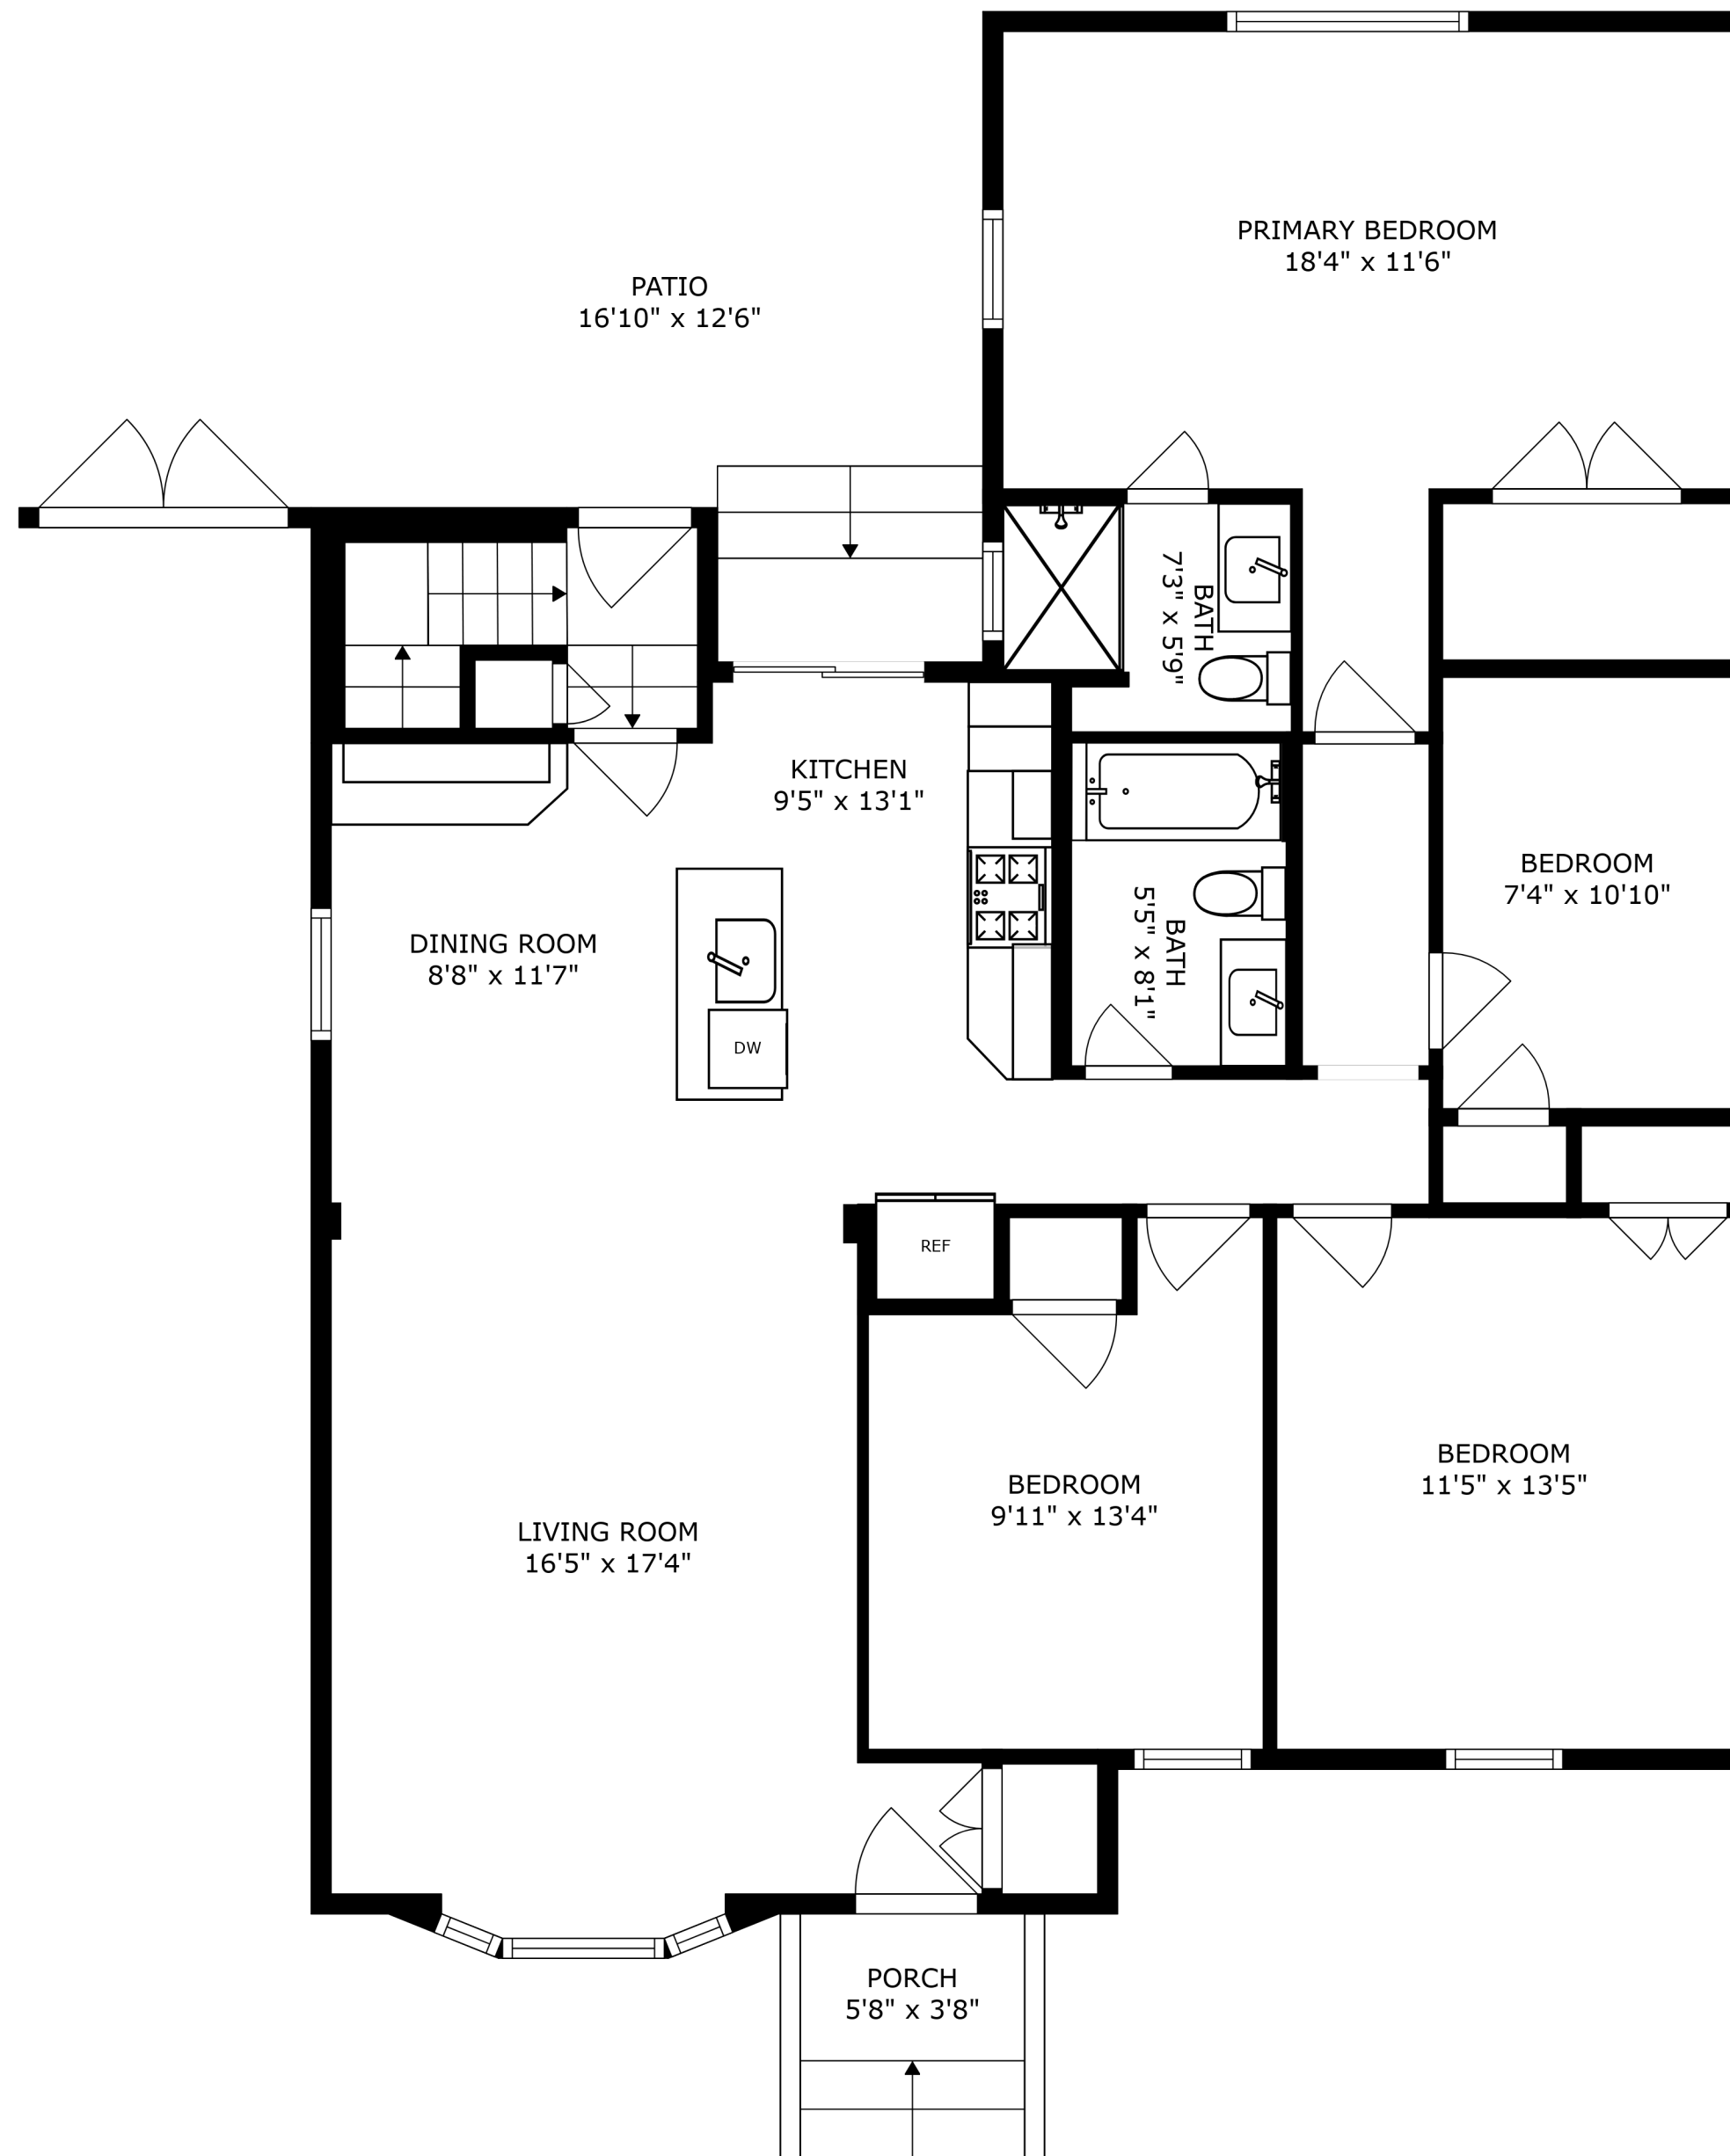 PRIMARY BEDROOM
18'4" x 11'6"
PATIO
16'10" x 12'6"
BATH
7'3" x 5'9"
KITCHEN
9'5" x 13'1"
BEDROOM
7'4" x 10'10"
DINING ROOM
8'8" x 11'7"
BATH
5'5" x 8'1"
DW
REF
BEDROOM
11'5" x 13'5"
BEDROOM
9'11" x 13'4"
LIVING ROOM
16'5" x 17'4"
PORCH
5'8" x 3'8"